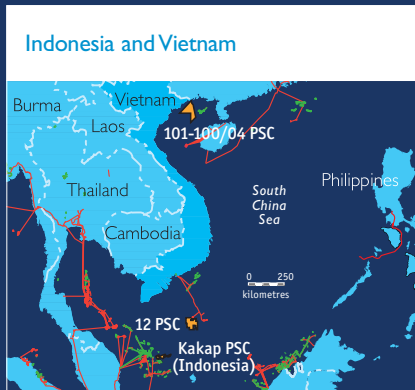 Indonesia and Vietnam
Burma
Vietnam
Laos
101-100/04 PSC
Thailand
South
China
Sea
Philippines
Cambodia
0 250
kilometres
12 PSC
Kakap PSC
(Indonesia)